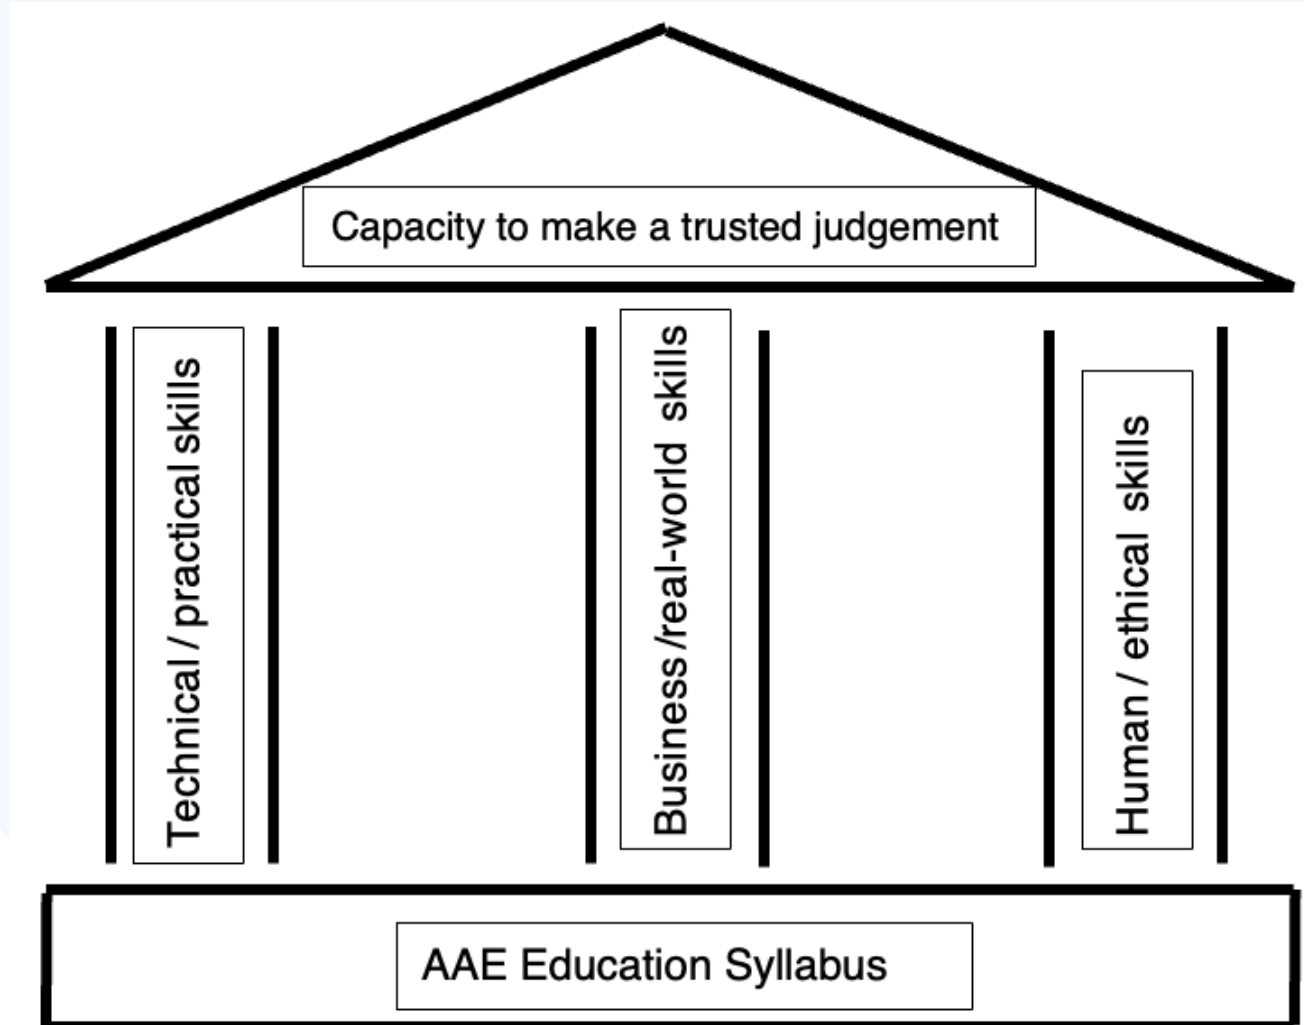 Capacity to make a trusted judgement
Technical / practical skills
Business /real-world skills
Human / ethical skills
AAE Education Syllabus